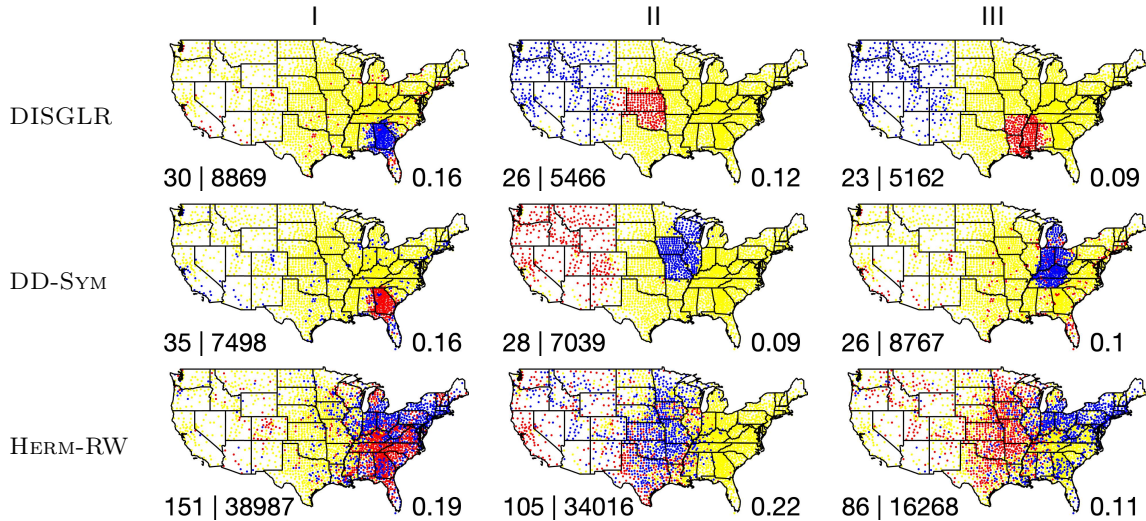 I II III
DISGLR
30 | 8869 0.16 26 | 5466 0.12 23 | 5162 0.09
DD-SYM
35 | 7498 0.16 28 | 7039 0.09 26 | 8767 0.1
HERM-RW
151 | 38987 0.19 105 | 34016 0.22 86 | 16268 0.11